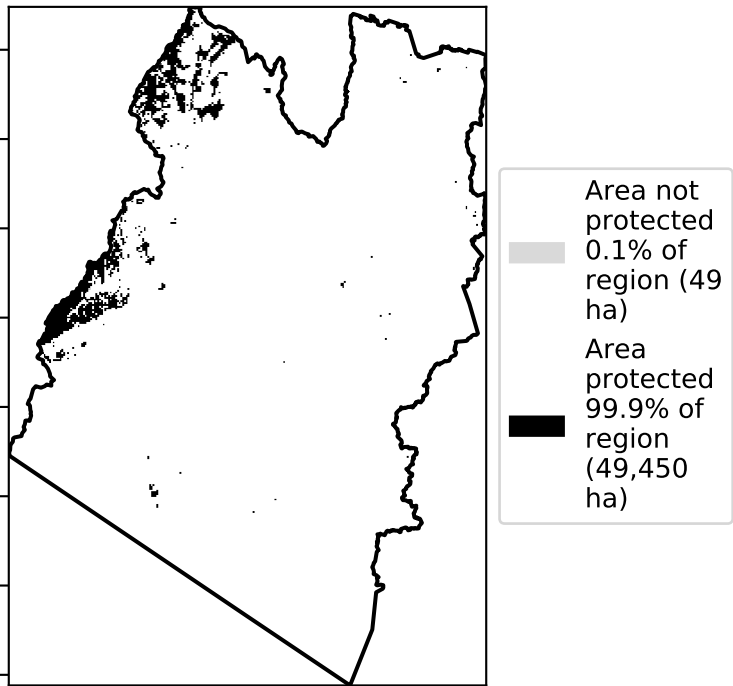 Area not
protected
0.1% of
region (49
ha)
Area
protected
99.9% of
region
(49,450
ha)